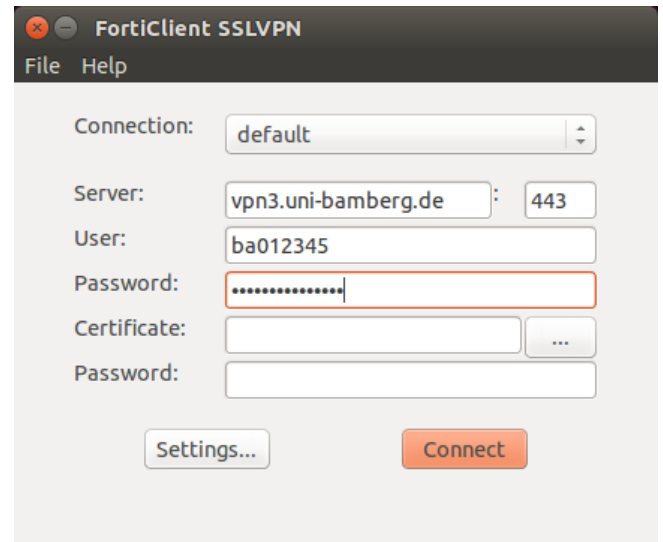 FortiClient SSLVPN
File Help
Connection: default
Server: vpn3.uni-bamberg.de : 443
User: ba012345
Password: •••••••••••••••
Certificate: ...
Password:
Settings... Connect